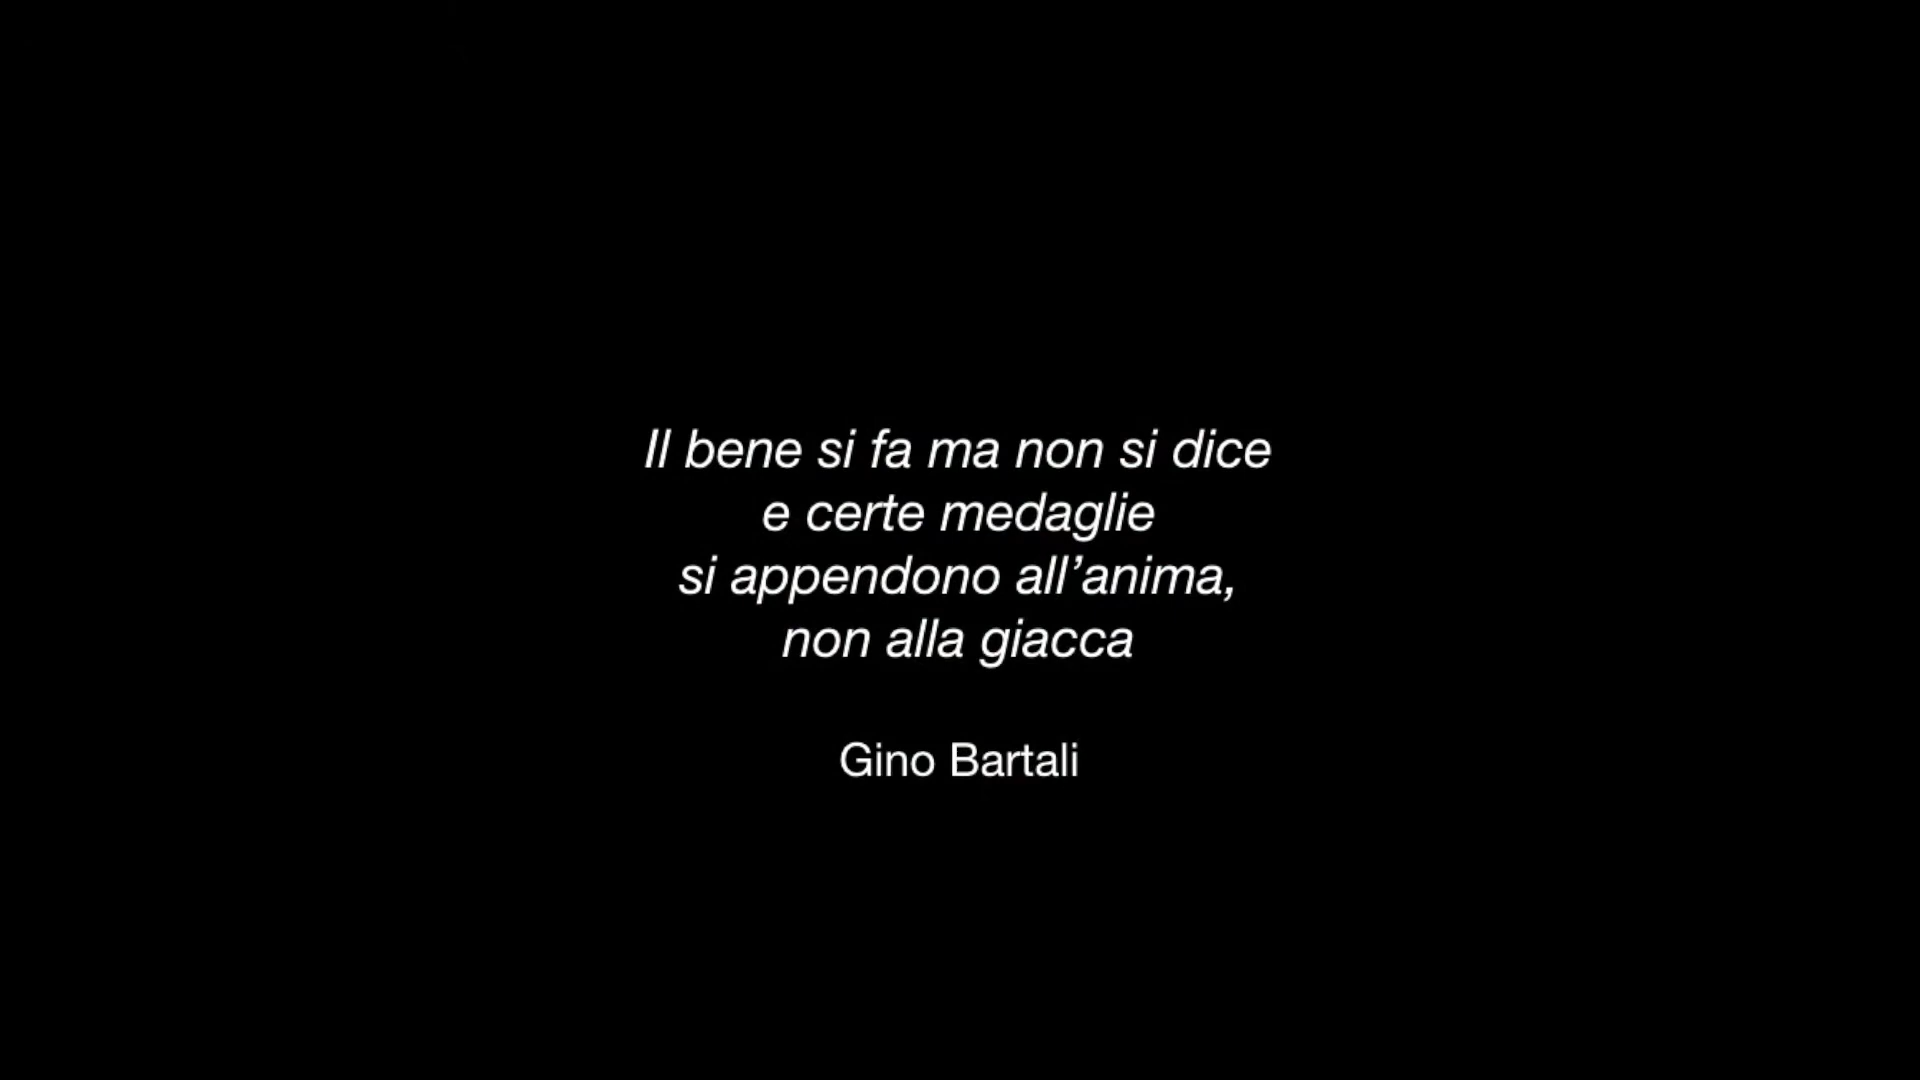 Il bene si fa ma non si dice
e certe medaglie
si appendono all’anima,
non alla giacca
Gino Bartali